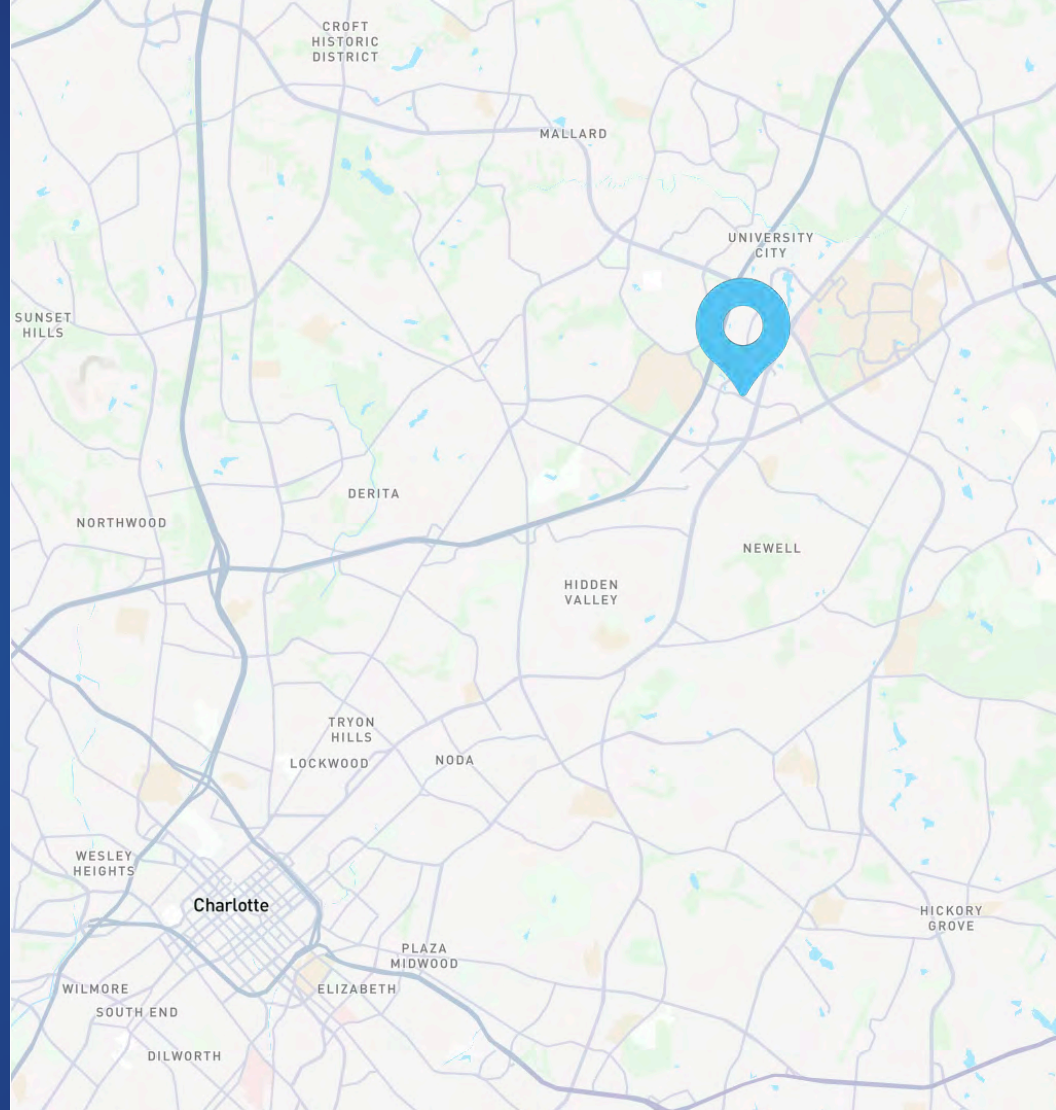 CROFT
HISTORIC
DISTRICT
MALLARD
UNIVERSITY
CITY
SUNSET
HILLS
DERITA
NORTHWOOD
NEWELL
HIDDEN
VALLEY
TRYON
HILLS
LOCKWOOD
NODA
WESLEY
HEIGHTS
Charlotte
HICKORY
GROVE
PLAZA
MIDWOOD
WILMORE
ELIZABETH
SOUTH END
DILWORTH